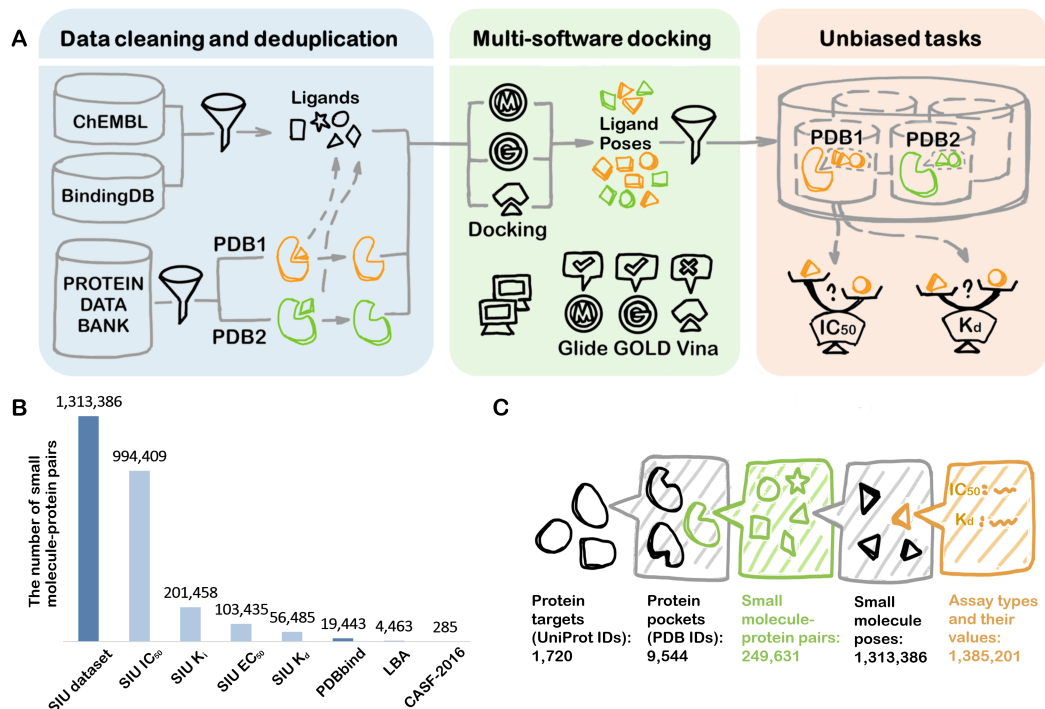 A
Data cleaning and deduplication
Multi-software docking
Unbiased tasks
ChEMBL
BindingDB
PROTEIN
DATA
BANK
Ligands
PDB1
PDB2
M
G
Docking
Ligand
Poses
M
G
Glide GOLD Vina
PDB1
PDB2
?
IC50
?
Kd
B
The number of small
molecule-protein pairs
1,313,386
994,409
201,458
103,435
56,485
19,443
4,463
285
SIU dataset
SIU IC50
SIU Ki
SIU EC50
SIU Kd
PDBbind
LBA
CASF-2016
C
IC50:
Kd:
Protein
targets
(UniProt IDs):
1,720
Protein
pockets
(PDB IDs):
9,544
Small
molecule-
protein pairs:
249,631
Small
molecule
poses:
1,313,386
Assay types
and their
values:
1,385,201